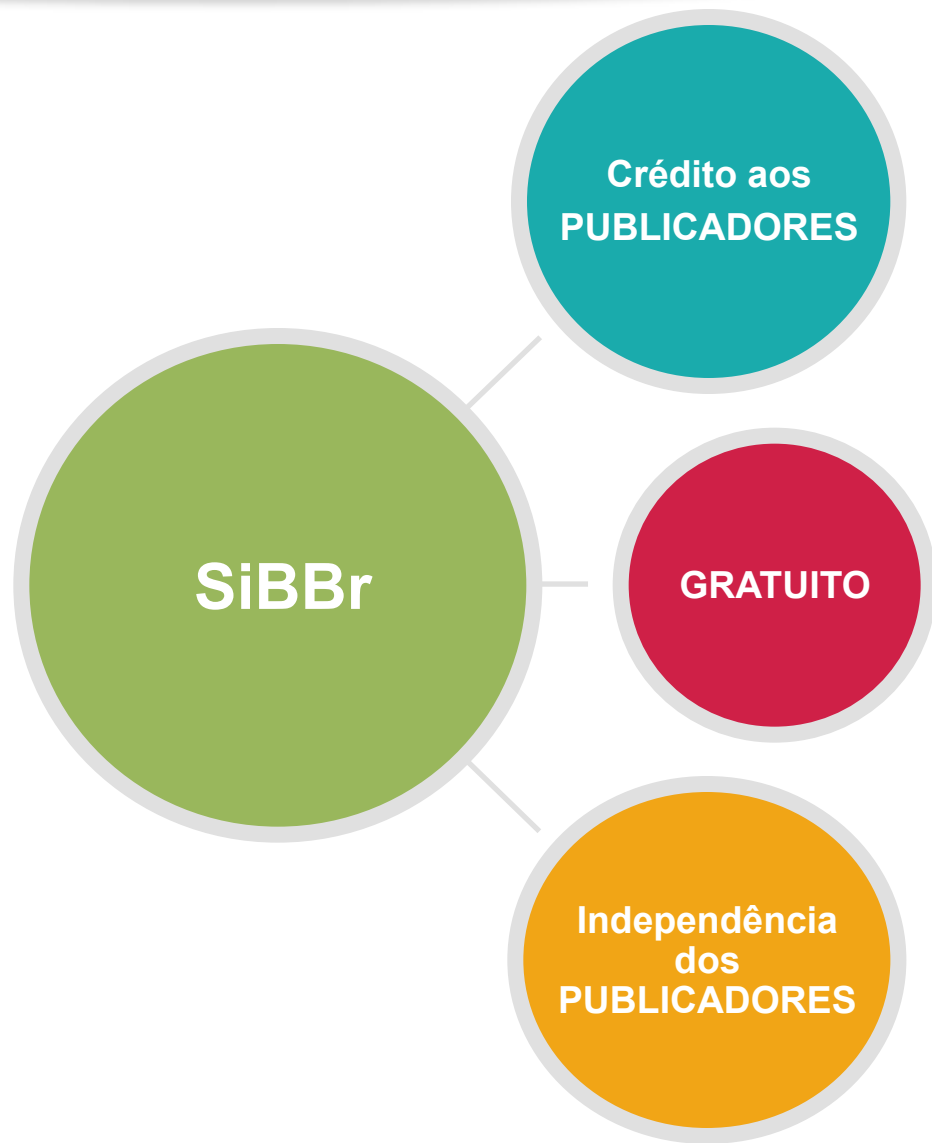 Crédito aos
PUBLICADORES
SiBBr
GRATUITO
Independência
dos
PUBLICADORES